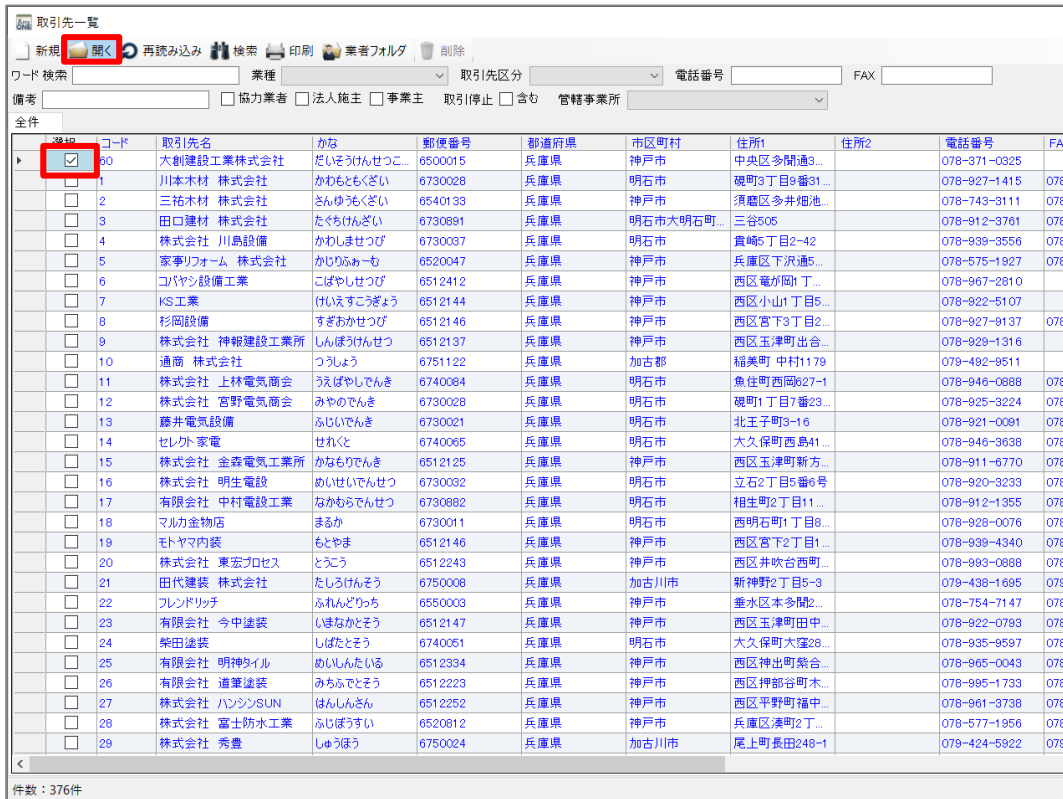 取引先一覧
新規 開く 再読み込み 検索 印刷 業者フォルダ 削除
ワード検索 業種 取引先区分 電話番号 FAX
備考 協力業者 法人施主 事業主 取引停止 含む 管轄事業所
全件
選択 コード 取引先名 かな 郵便番号 都道府県 市区町村 住所1 住所2 電話番号 FA
60 大創建設工業株式会社 だいそうけんせつこ... 6500015 兵庫県 神戸市 中央区多聞通3... 078-371-0325
1 川本木材 株式会社 かわもともくざい 6730028 兵庫県 明石市 硯町3丁目9番31... 078-927-1415 078
2 三祐木材 株式会社 さんゆうもくざい 6540133 兵庫県 神戸市 須磨区多井畑池... 078-743-3111 078
3 田口建材 株式会社 たぐちけんざい 6730891 兵庫県 明石市大明石町... 三谷505 078-912-3761 078
4 株式会社 川島設備 かわしませつび 6730037 兵庫県 明石市 貴崎5丁目2-42 078-939-3556 078
5 家事リフォーム 株式会社 かじりふぉーむ 6520047 兵庫県 神戸市 兵庫区下沢通5... 078-575-1927 078
6 コバヤシ設備工業 こばやしせつび 6512412 兵庫県 神戸市 西区竜が岡1丁... 078-967-2810
7 KS工業 けいえすこうぎょう 6512144 兵庫県 神戸市 西区小山1丁目5... 078-922-5107
8 杉岡設備 すぎおかせつび 6512146 兵庫県 神戸市 西区宮下3丁目2... 078-927-9137 078
9 株式会社 神報建設工業所 しんぽうけんせつ 6512137 兵庫県 神戸市 西区玉津町出合... 078-929-1316
10 通商 株式会社 つうしょう 6751122 兵庫県 加古郡 稲美町 中村1179 079-492-9511
11 株式会社 上林電気商会 うえばやしでんき 6740084 兵庫県 明石市 魚住町西岡627-1 078-946-0888 078
12 株式会社 宮野電気商会 みやのでんき 6730028 兵庫県 明石市 硯町1丁目7番23... 078-925-3224 078
13 藤井電気設備 ふじいでんき 6730021 兵庫県 明石市 北王子町3-16 078-921-0091 078
14 セレクト家電 せれくと 6740065 兵庫県 明石市 大久保町西島41... 078-946-3638 078
15 株式会社 金森電気工業所 かなもりでんき 6512125 兵庫県 神戸市 西区玉津町新方... 078-911-6770 078
16 株式会社 明生電設 めいせいでんせつ 6730032 兵庫県 明石市 立石2丁目5番6号 078-920-3233 078
17 有限会社 中村電設工業 なかむらでんせつ 6730882 兵庫県 明石市 相生町2丁目11... 078-912-1355 078
18 マルカ金物店 まるか 6730011 兵庫県 明石市 西明石町1丁目8... 078-928-0076 078
19 モトヤマ内装 もとやま 6512146 兵庫県 神戸市 西区宮下2丁目1... 078-939-4340 078
20 株式会社 東宏プロセス とうこう 6512243 兵庫県 神戸市 西区井吹台西町... 078-993-0888 078
21 田代建装 株式会社 たしろけんそう 6750008 兵庫県 加古川市 新神野2丁目5-3 079-438-1695 079
22 フレンドリッチ ふれんどりっち 6550003 兵庫県 神戸市 垂水区本多聞2... 078-754-7147 078
23 有限会社 今中塗装 いまなかとそう 6512147 兵庫県 神戸市 西区玉津町田中... 078-922-0793 078
24 柴田塗装 しばたとそう 6740051 兵庫県 明石市 大久保町大窪28... 078-935-9597 078
25 有限会社 明神タイル めいしんたいる 6512334 兵庫県 神戸市 西区神出町紫合... 078-965-0043 078
26 有限会社 道筆塗装 みちふでとそう 6512223 兵庫県 神戸市 西区押部谷町木... 078-995-1733 078
27 株式会社 ハンシンSUN はんしんさん 6512252 兵庫県 神戸市 西区平野町福中... 078-961-3738 078
28 株式会社 富士防水工業 ふじぼうすい 6520812 兵庫県 神戸市 兵庫区湊町2丁... 078-577-1956 078
29 株式会社 秀豊 しゅうほう 6750024 兵庫県 加古川市 尾上町長田248-1 079-424-5922 079
件数：376件